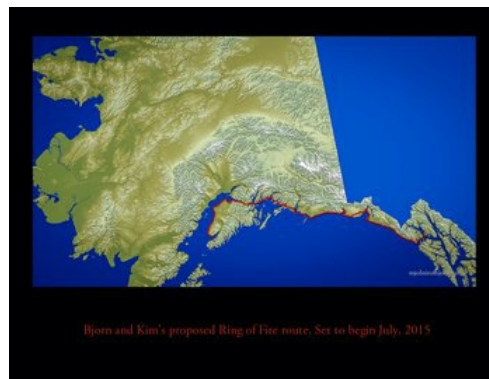 Bjorn and Kim's proposed Ring of Fire route. Set to begin July, 2015